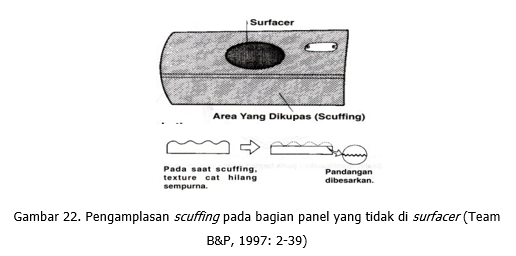 Surfacer
Area Yang Dikupas (Scuffing)
Pada saat scuffing,
texture cat hilang
sempurna.
Pandangan
dibesarkan.
Gambar 22. Pengamplasan scuffing pada bagian panel yang tidak di surfacer (Team
B&P, 1997: 2-39)